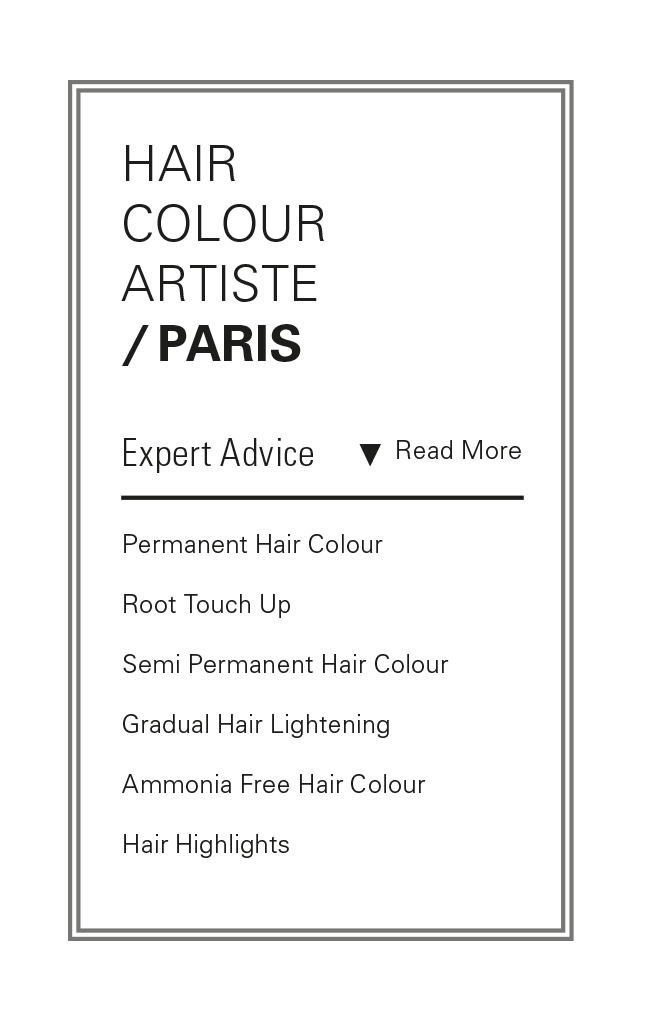 HAIR
COLOUR
ARTISTE
/ PARIS
Expert Advice ▼ Read More
Permanent Hair Colour
Root Touch Up
Semi Permanent Hair Colour
Gradual Hair Lightening
Ammonia Free Hair Colour
Hair Highlights